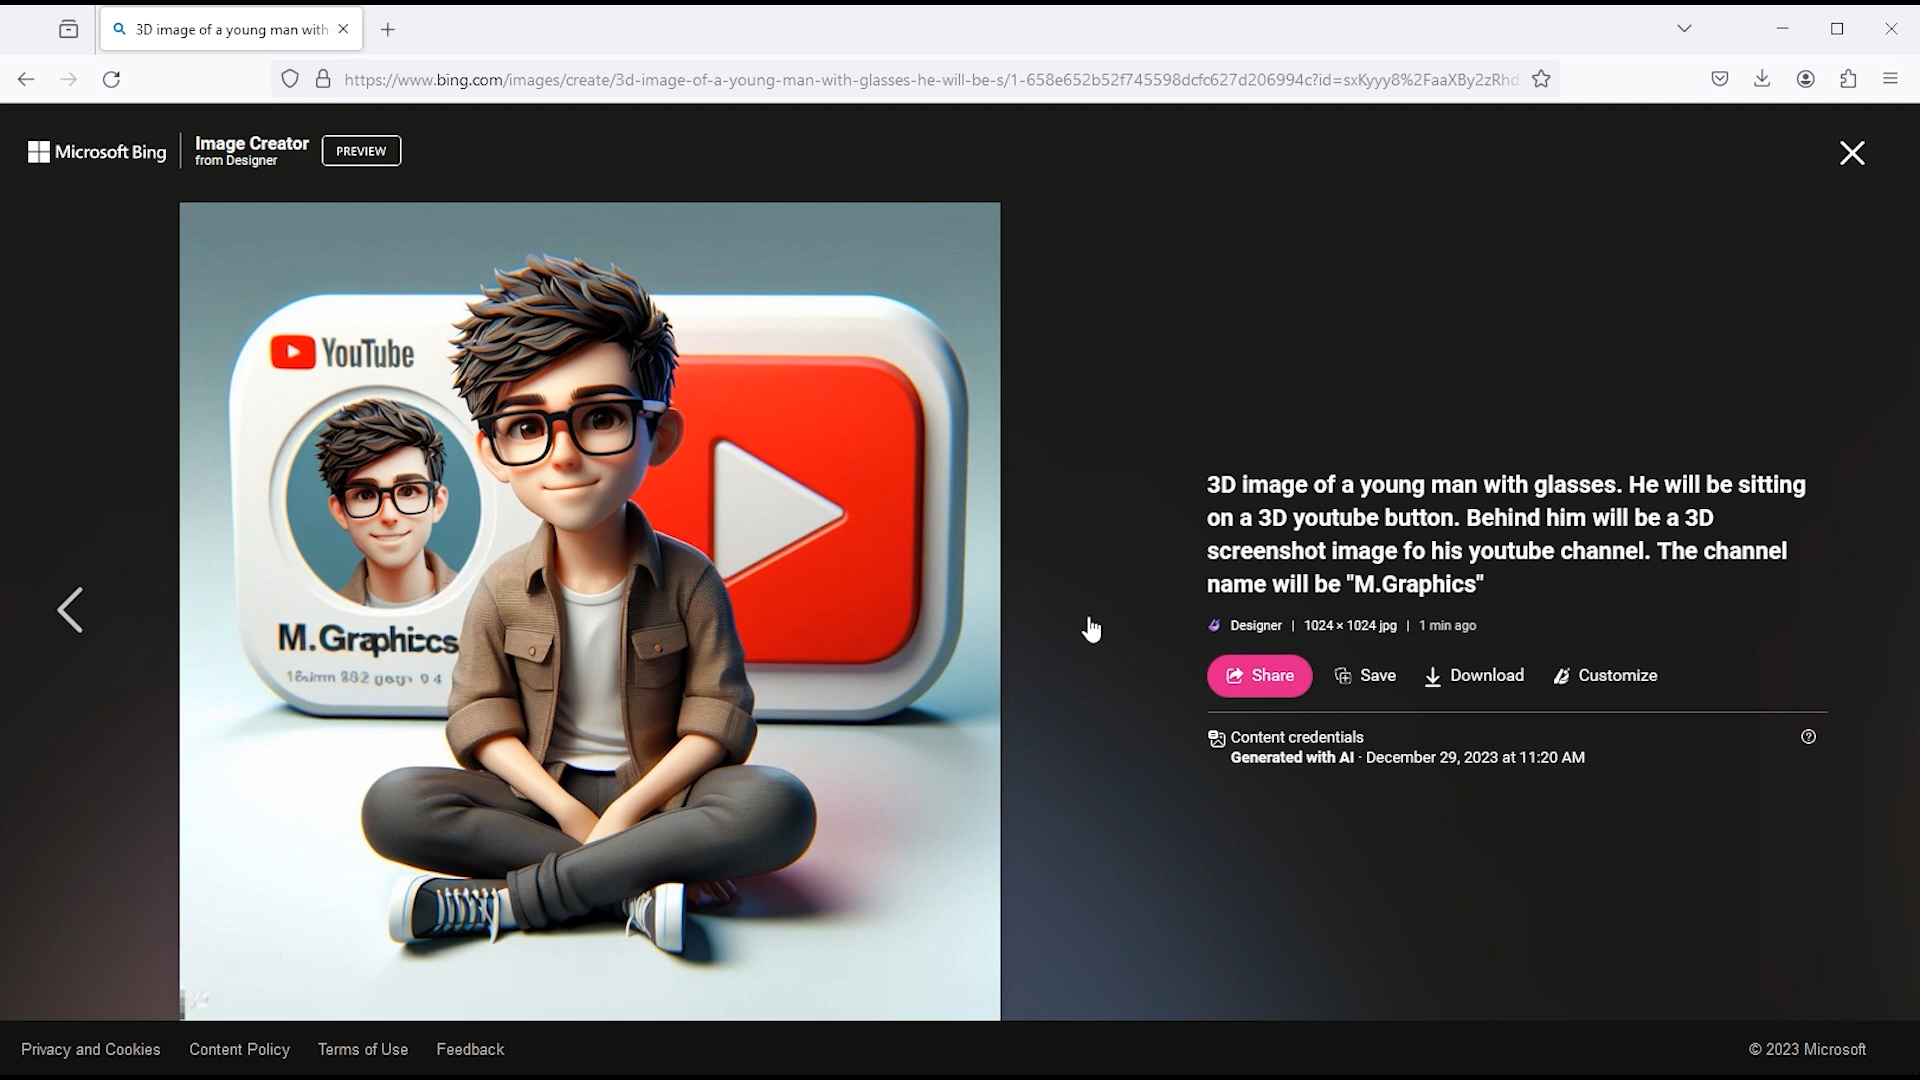 3D image of a young man with
https://www.bing.com/images/create/3d-image-of-a-young-man-with-glasses-he-will-be-s/1-658e652b52f745598dcfc627d206994c?id=sxKyyy8%2FaaXBy2zRhd
Microsoft Bing
Image Creator
from Designer
PREVIEW
YouTube
M.Graphics
3D image of a young man with glasses. He will be sitting
on a 3D youtube button. Behind him will be a 3D
screenshot image fo his youtube channel. The channel
name will be "M.Graphics"
Designer | 1024 × 1024 jpg | 1 min ago
Share Save Download Customize
Content credentials
Generated with AI · December 29, 2023 at 11:20 AM
Privacy and Cookies Content Policy Terms of Use Feedback © 2023 Microsoft